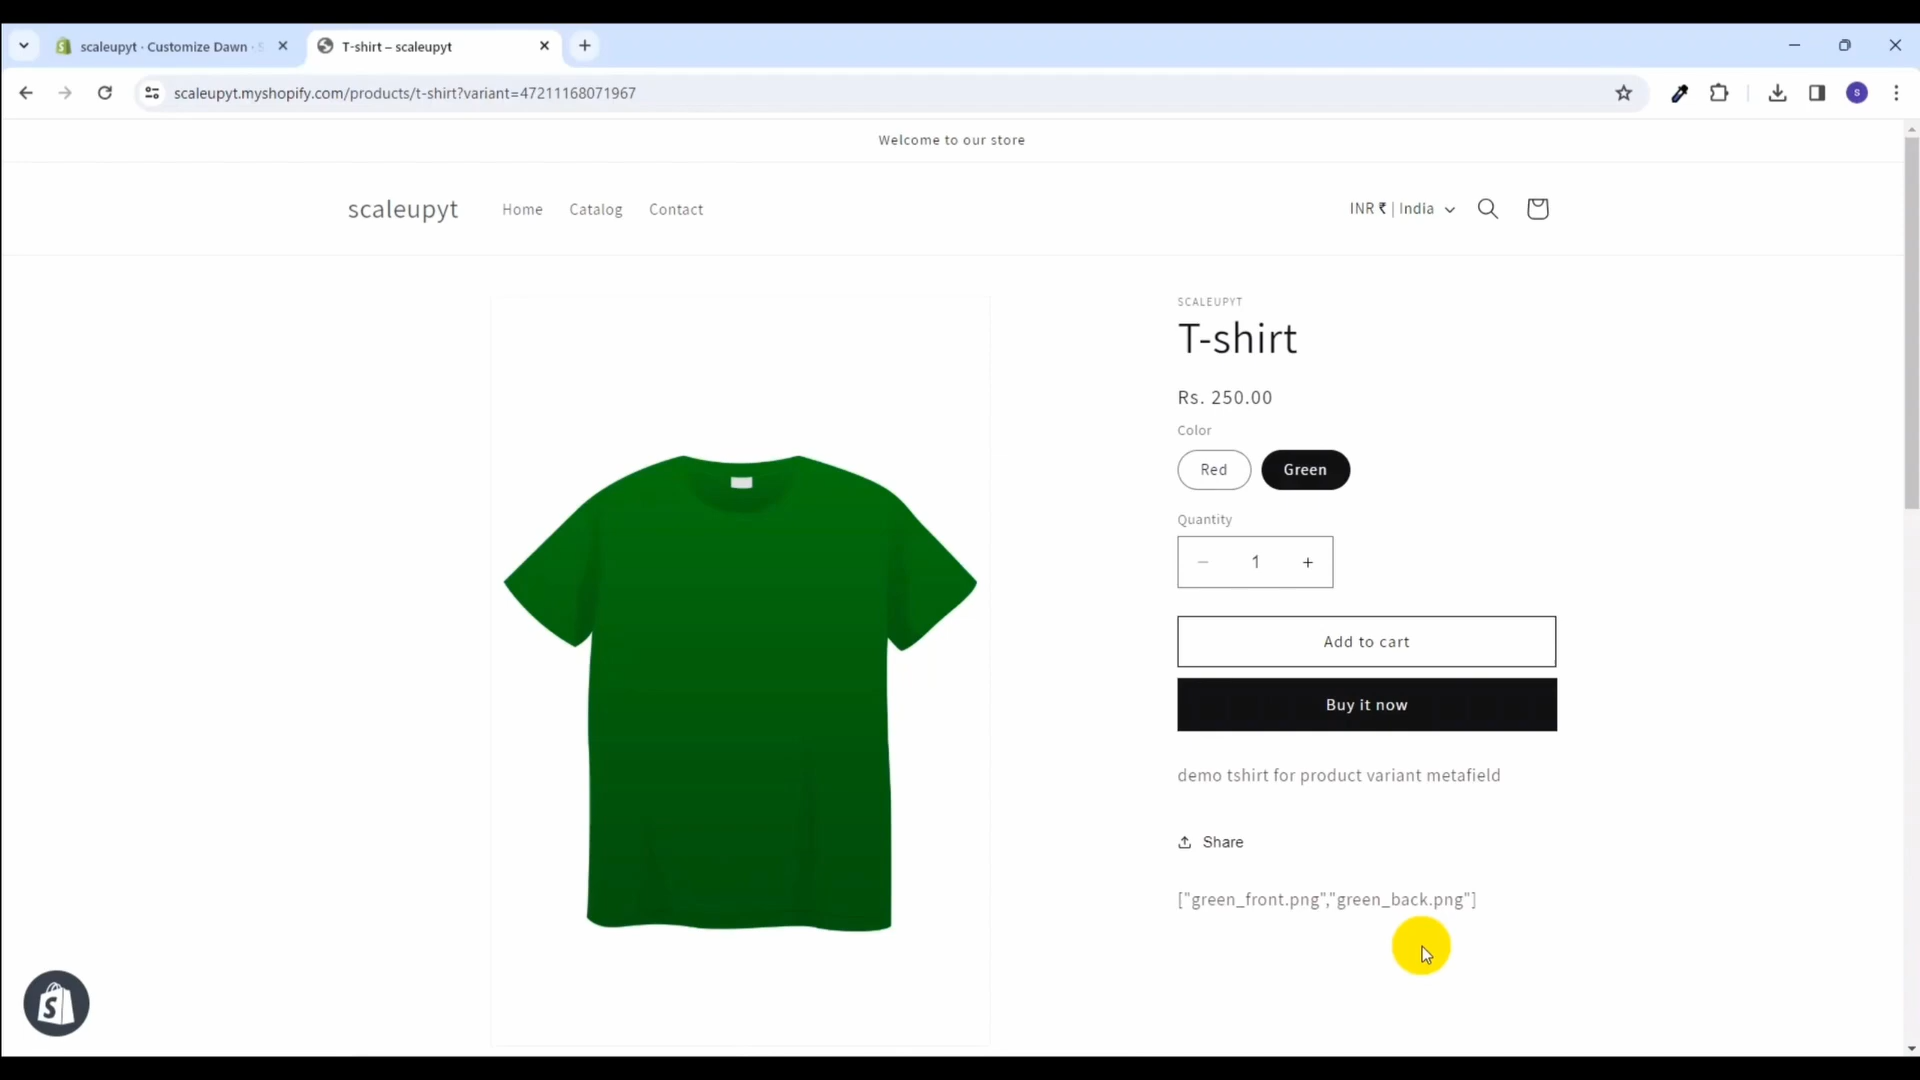 scaleupyt · Customize Dawn ·
T-shirt – scaleupyt
scaleupyt.myshopify.com/products/t-shirt?variant=47211168071967
S
Welcome to our store
scaleupyt
Home
Catalog
Contact
INR ₹ | India
SCALEUPYT
T-shirt
Rs. 250.00
Color
Red
Green
Quantity
− 1 +
Add to cart
Buy it now
demo tshirt for product variant metafield
Share
["green_front.png","green_back.png"]